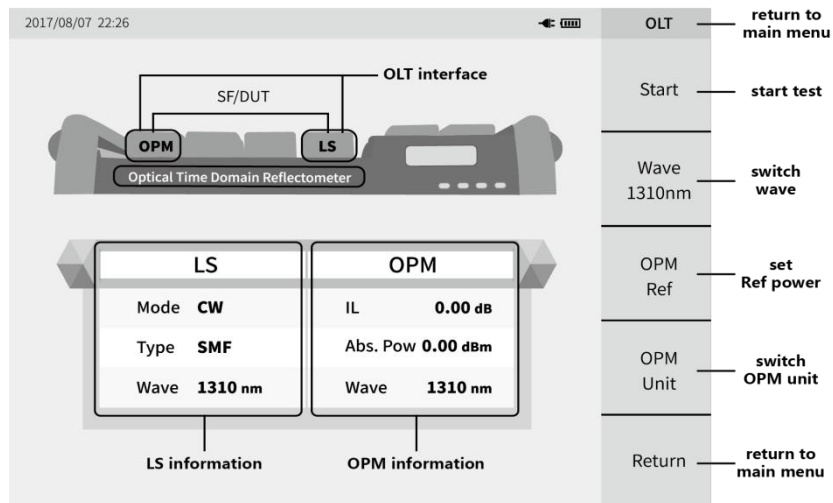 2017/08/07 22:26
OLT
return to
main menu
OLT interface
SF/DUT
Start
start test
OPM
LS
Optical Time Domain Reflectometer
Wave
1310nm
switch
wave
LS
OPM
OPM
Ref
set
Ref power
Mode CW
IL 0.00 dB
Type SMF
Abs. Pow 0.00 dBm
Wave 1310 nm
Wave 1310 nm
OPM
Unit
switch
OPM unit
LS information
OPM information
Return
return to
main menu